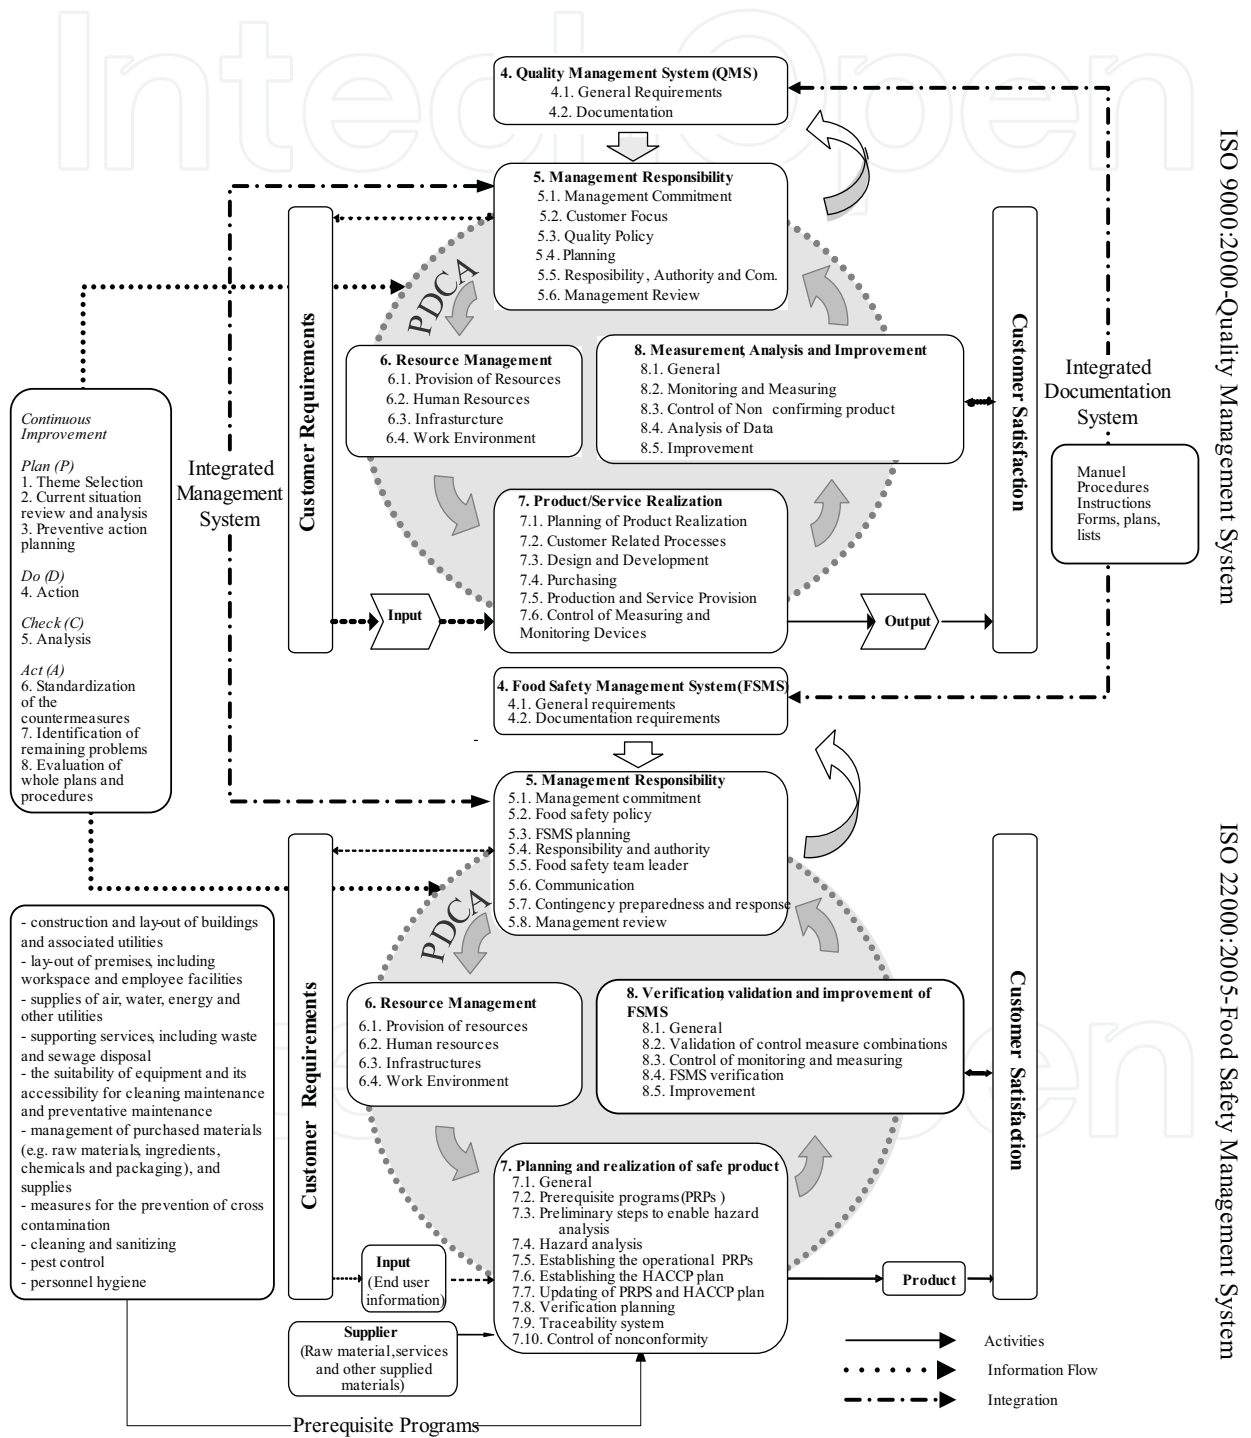 IntechOpen
4. Quality Management System (QMS)
4.1. General Requirements
4.2. Documentation
5. Management Responsibility
5.1. Management Commitment
5.2. Customer Focus
5.3. Quality Policy
5.4. Planning
5.5. Resposibility, Authority and Com.
5.6. Management Review
PDCA
6. Resource Management
6.1. Provision of Resources
6.2. Human Resources
6.3. Infrasturcture
6.4. Work Environment
8. Measurement, Analysis and Improvement
8.1. General
8.2. Monitoring and Measuring
8.3. Control of Non confirming product
8.4. Analysis of Data
8.5. Improvement
7. Product/Service Realization
7.1. Planning of Product Realization
7.2. Customer Related Processes
7.3. Design and Development
7.4. Purchasing
7.5. Production and Service Provision
7.6. Control of Measuring and
Monitoring Devices
Customer Requirements
Input
Output
Customer Satisfaction
Integrated
Management
System
Integrated
Documentation
System
Manuel
Procedures
Instructions
Forms, plans,
lists
ISO 9000:2000-Quality Management System
Continuous
Improvement
Plan (P)
1. Theme Selection
2. Current situation
review and analysis
3. Preventive action
planning
Do (D)
4. Action
Check (C)
5. Analysis
Act (A)
6. Standardization
of the
countermeasures
7. Identification of
remaining problems
8. Evaluation of
whole plans and
procedures
4. Food Safety Management System (FSMS)
4.1. General requirements
4.2. Documentation requirements
-
5. Management Responsibility
5.1. Management commitment
5.2. Food safety policy
5.3. FSMS planning
5.4. Responsibility and authority
5.5. Food safety team leader
5.6. Communication
5.7. Contingency preparedness and response
5.8. Management review
PDCA
6. Resource Management
6.1. Provision of resources
6.2. Human resources
6.3. Infrastructures
6.4. Work Environment
8. Verification, validation and improvement of
FSMS
8.1. General
8.2. Validation of control measure combinations
8.3. Control of monitoring and measuring
8.4. FSMS verification
8.5. Improvement
7. Planning and realization of safe product
7.1. General
7.2. Prerequisite programs (PRPs )
7.3. Preliminary steps to enable hazard
analysis
7.4. Hazard analysis
7.5. Establishing the operational PRPs
7.6. Establishing the HACCP plan
7.7. Updating of PRPS and HACCP plan
7.8. Verification planning
7.9. Traceability system
7.10. Control of nonconformity
Customer Requirements
Input
(End user
information)
Supplier
(Raw material, services
and other supplied
materials)
Product
Customer Satisfaction
ISO 22000:2005-Food Safety Management System
- construction and lay-out of buildings
and associated utilities
- lay-out of premises, including
workspace and employee facilities
- supplies of air, water, energy and
other utilities
- supporting services, including waste
and sewage disposal
- the suitability of equipment and its
accessibility for cleaning maintenance
and preventative maintenance
- management of purchased materials
(e.g. raw materials, ingredients,
chemicals and packaging), and
supplies
- measures for the prevention of cross
contamination
- cleaning and sanitizing
- pest control
- personnel hygiene
Prerequisite Programs
Activities
Information Flow
Integration